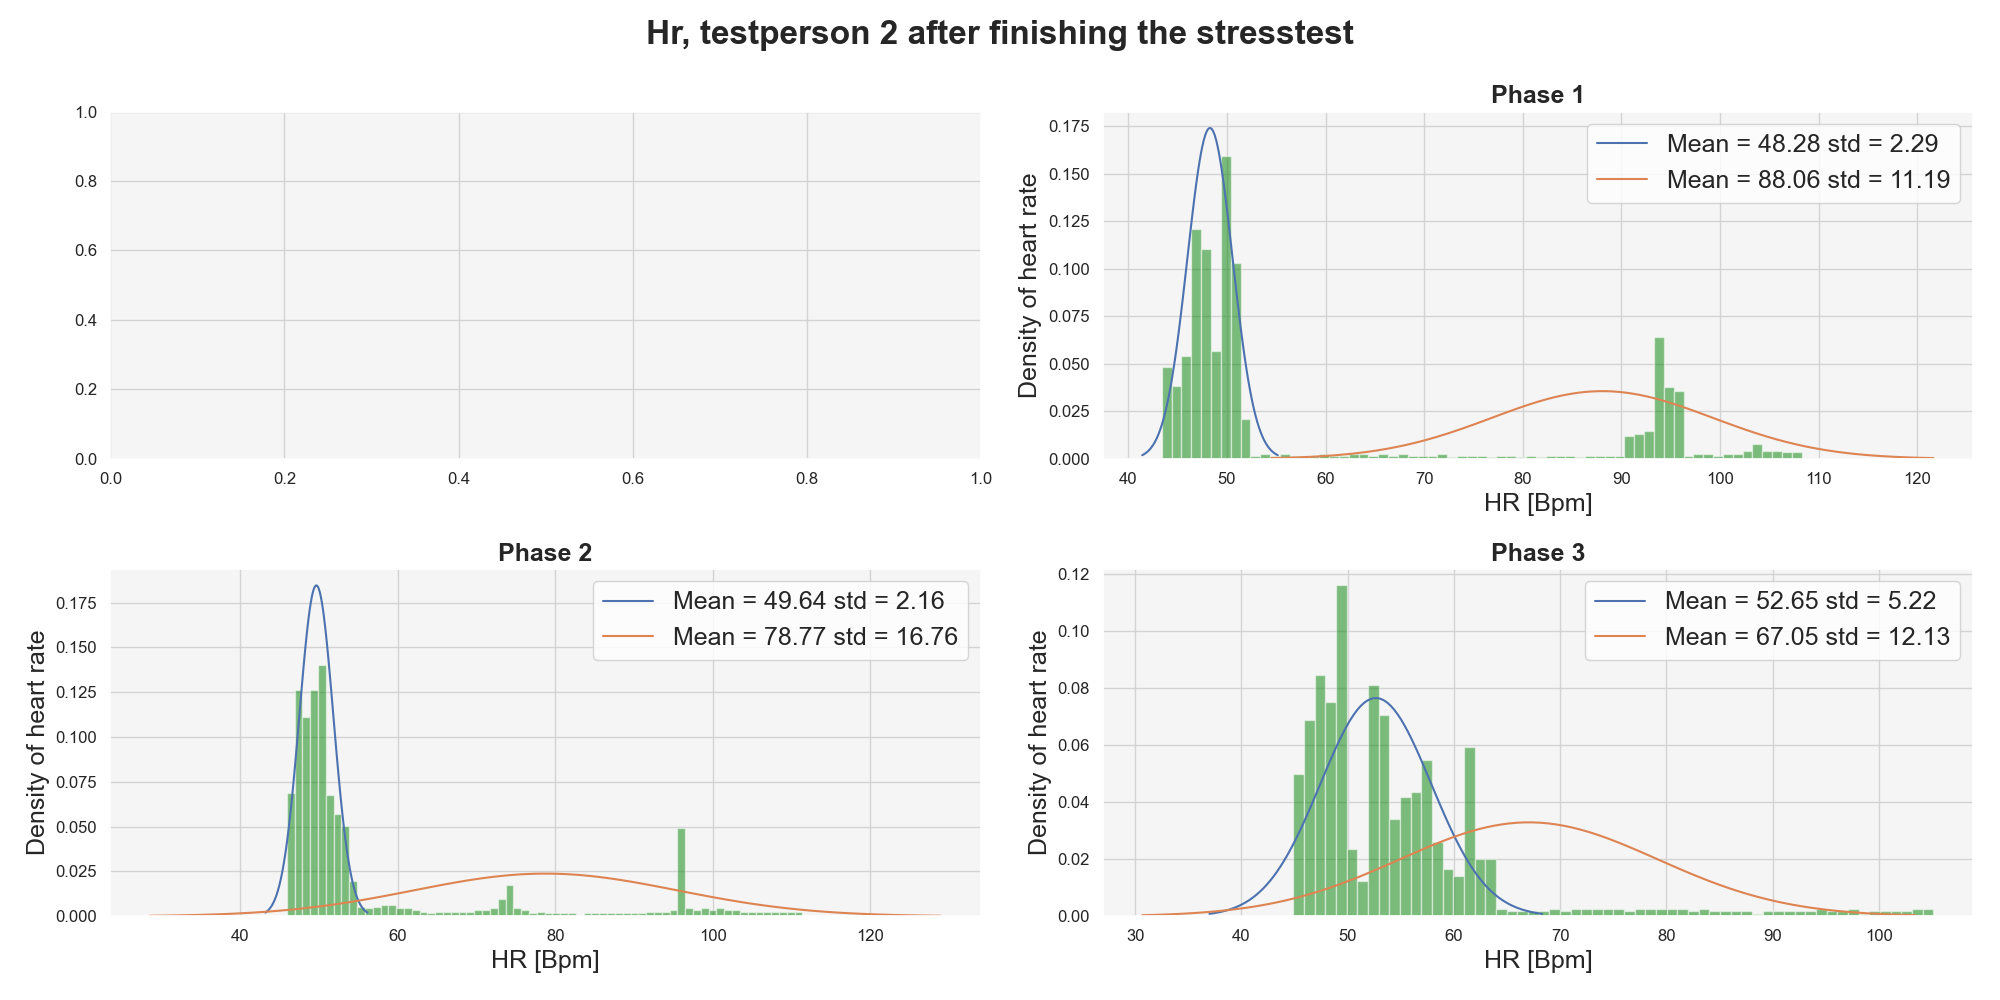 Hr, testperson 2 after finishing the stresstest
1.0
0.8
0.6
0.4
0.2
0.0
0.0 0.2 0.4 0.6 0.8 1.0
Phase 1
Density of heart rate
0.175
0.150
0.125
0.100
0.075
0.050
0.025
0.000
Mean = 48.28 std = 2.29
Mean = 88.06 std = 11.19
40 50 60 70 80 90 100 110 120
HR [Bpm]
Phase 2
Density of heart rate
0.175
0.150
0.125
0.100
0.075
0.050
0.025
0.000
Mean = 49.64 std = 2.16
Mean = 78.77 std = 16.76
40 60 80 100 120
HR [Bpm]
Phase 3
Density of heart rate
0.12
0.10
0.08
0.06
0.04
0.02
0.00
Mean = 52.65 std = 5.22
Mean = 67.05 std = 12.13
30 40 50 60 70 80 90 100
HR [Bpm]